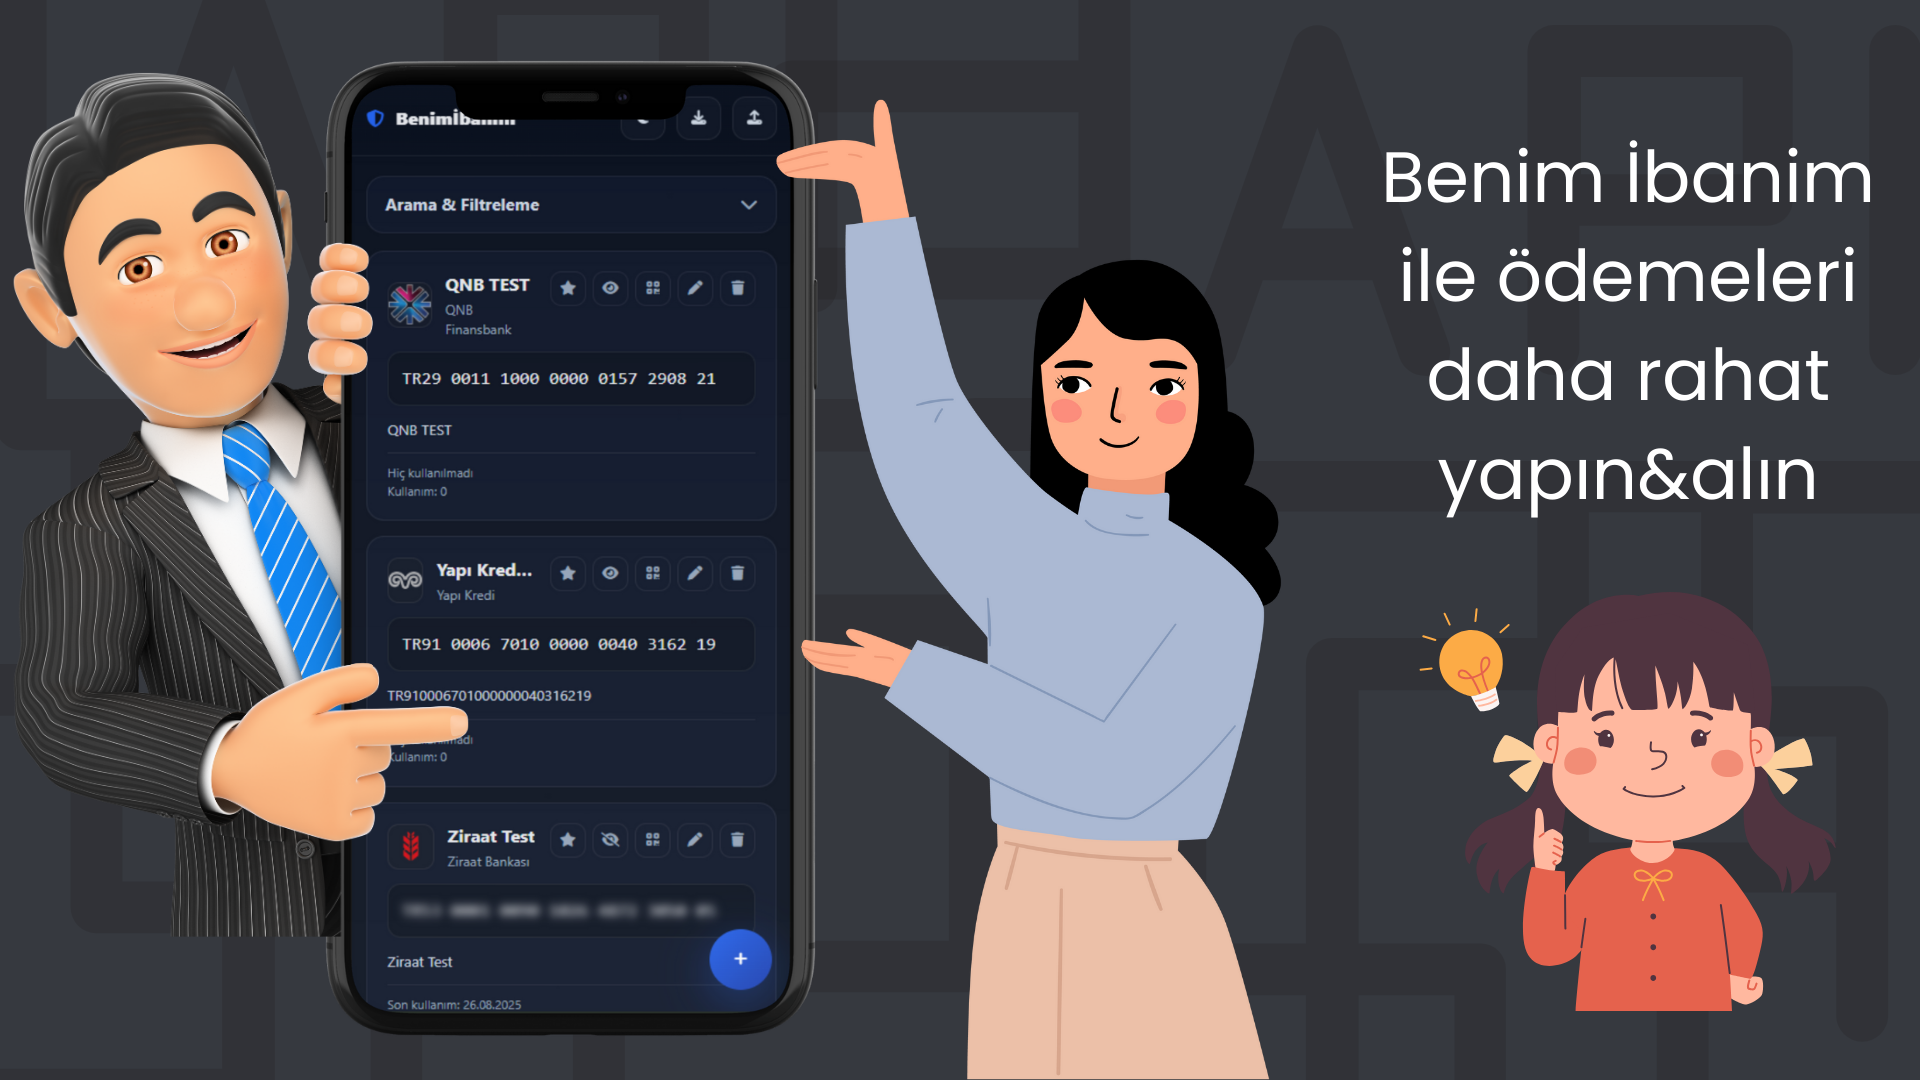 Benimİbanım
Arama & Filtreleme
QNB TEST
QNB
Finansbank
TR29 0011 1000 0000 0157 2908 21
QNB TEST
Hiç kullanılmadı
Kullanım: 0
Yapı Kred...
Yapı Kredi
TR91 0006 7010 0000 0040 3162 19
TR910006701000000040316219
Kullanım: 0
Ziraat Test
Ziraat Bankası
Ziraat Test
Son kullanım: 26.08.2025
Benim İbanim
ile ödemeleri
daha rahat
yapın&alın